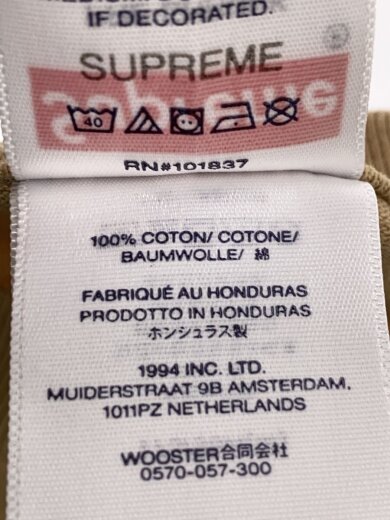 IF DECORATED.
SUPREME
Supreme
40
RN#101837
100% COTON/ COTONE/
BAUMWOLLE/ 綿
FABRIQUÉ AU HONDURAS
PRODOTTO IN HONDURAS
ホンジュラス製
1994 INC. LTD.
MUIDERSTRAAT 9B AMSTERDAM.
1011PZ NETHERLANDS
WOOSTER合同会社
0570-057-300